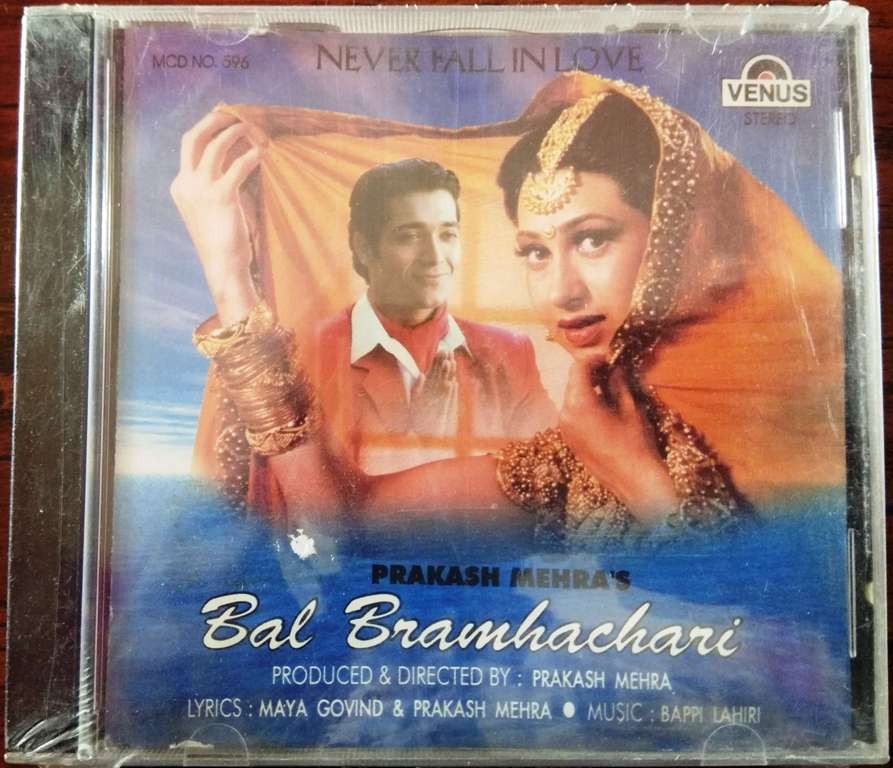 NEVER FALL IN LOVE
MCD NO. 596
VENUS
STEREO
PRAKASH MEHRA'S
Bal Bramhachari
PRODUCED & DIRECTED BY : PRAKASH MEHRA
LYRICS : MAYA GOVIND & PRAKASH MEHRA ● MUSIC : BAPPI LAHIRI